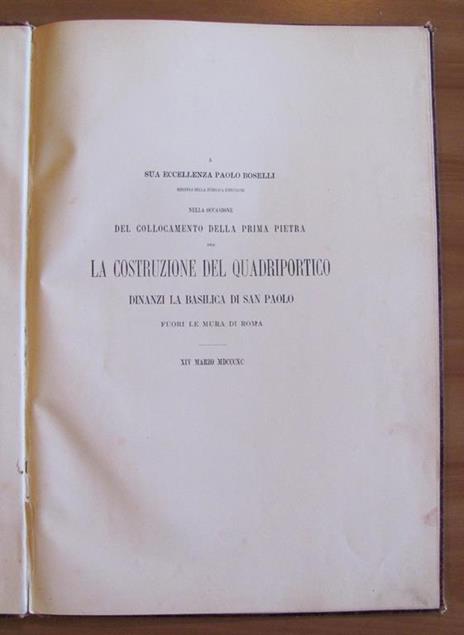 A
SUA ECCELLENZA PAOLO BOSELLI
MINISTRO DELLA PUBBLICA ISTRUZIONE
NELLA OCCASIONE
DEL COLLOCAMENTO DELLA PRIMA PIETRA
PER
LA COSTRUZIONE DEL QUADRIPORTICO
DINANZI LA BASILICA DI SAN PAOLO
FUORI LE MURA DI ROMA
XIV MARZO MDCCCXC